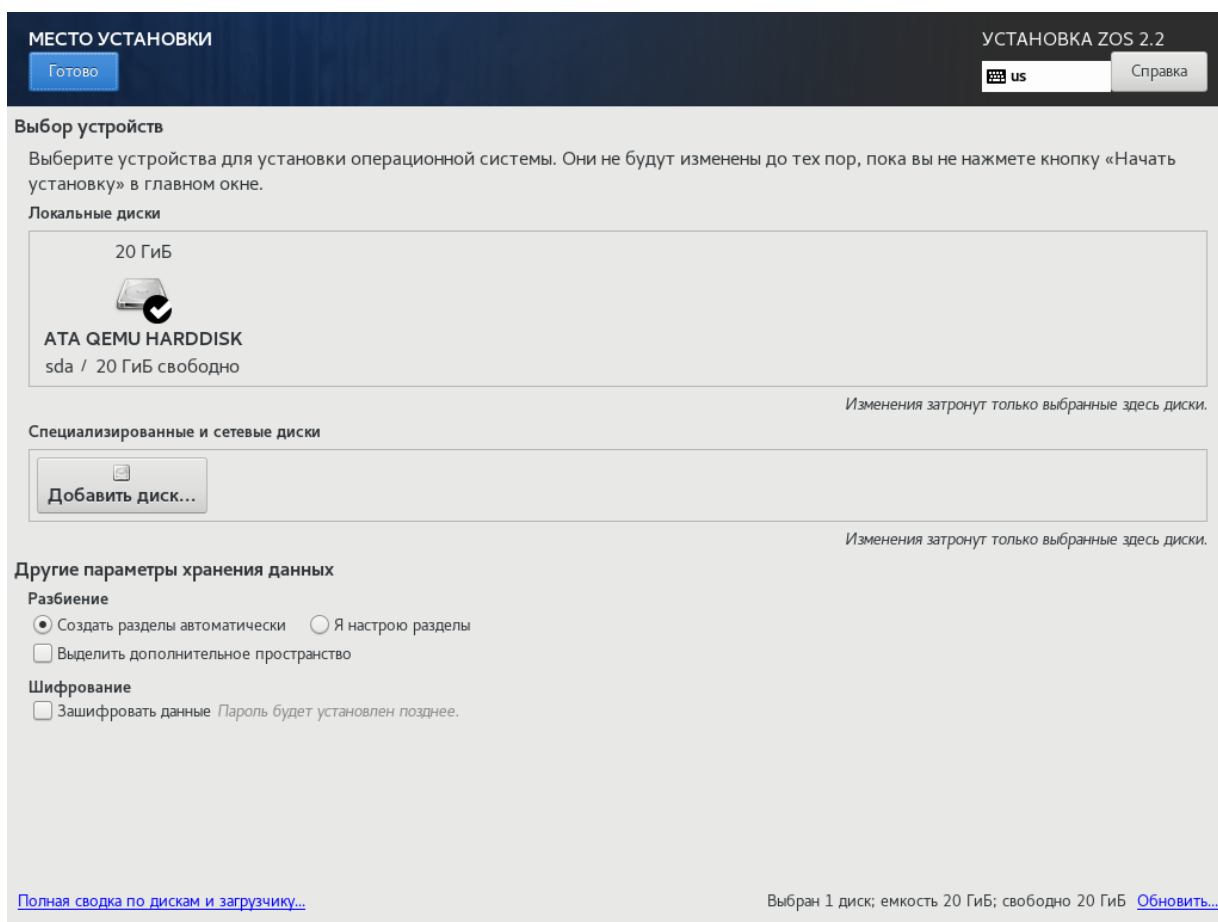 МЕСТО УСТАНОВКИ
УСТАНОВКА ZOS 2.2
Готово
us
Справка
Выбор устройств
Выберите устройства для установки операционной системы. Они не будут изменены до тех пор, пока вы не нажмете кнопку «Начать
установку» в главном окне.
Локальные диски
20 ГиБ
ATA QEMU HARDDISK
sda / 20 ГиБ свободно
Изменения затронут только выбранные здесь диски.
Специализированные и сетевые диски
Добавить диск...
Изменения затронут только выбранные здесь диски.
Другие параметры хранения данных
Разбиение
Создать разделы автоматически Я настрою разделы
Выделить дополнительное пространство
Шифрование
Зашифровать данные Пароль будет установлен позднее.
Полная сводка по дискам и загрузчику... Выбран 1 диск; емкость 20 ГиБ; свободно 20 ГиБ Обновить...